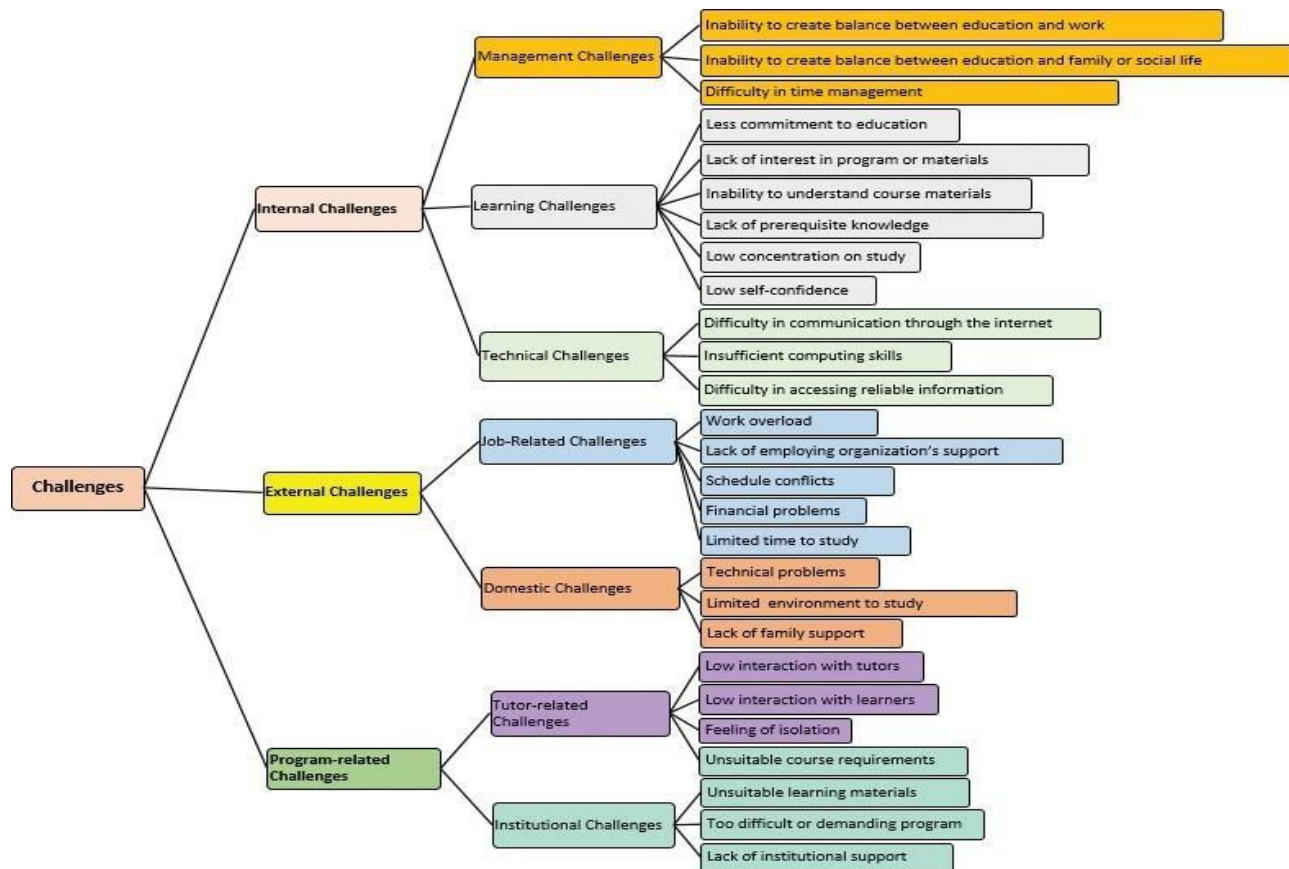 Challenges
Internal Challenges
Management Challenges
Inability to create balance between education and work
Inability to create balance between education and family or social life
Difficulty in time management
Learning Challenges
Less commitment to education
Lack of interest in program or materials
Inability to understand course materials
Lack of prerequisite knowledge
Low concentration on study
Low self-confidence
Technical Challenges
Difficulty in communication through the internet
Insufficient computing skills
Difficulty in accessing reliable information
External Challenges
Job-Related Challenges
Work overload
Lack of employing organization's support
Schedule conflicts
Financial problems
Limited time to study
Domestic Challenges
Technical problems
Limited environment to study
Lack of family support
Program-related
Challenges
Tutor-related
Challenges
Low interaction with tutors
Low interaction with learners
Feeling of isolation
Unsuitable course requirements
Institutional Challenges
Unsuitable learning materials
Too difficult or demanding program
Lack of institutional support